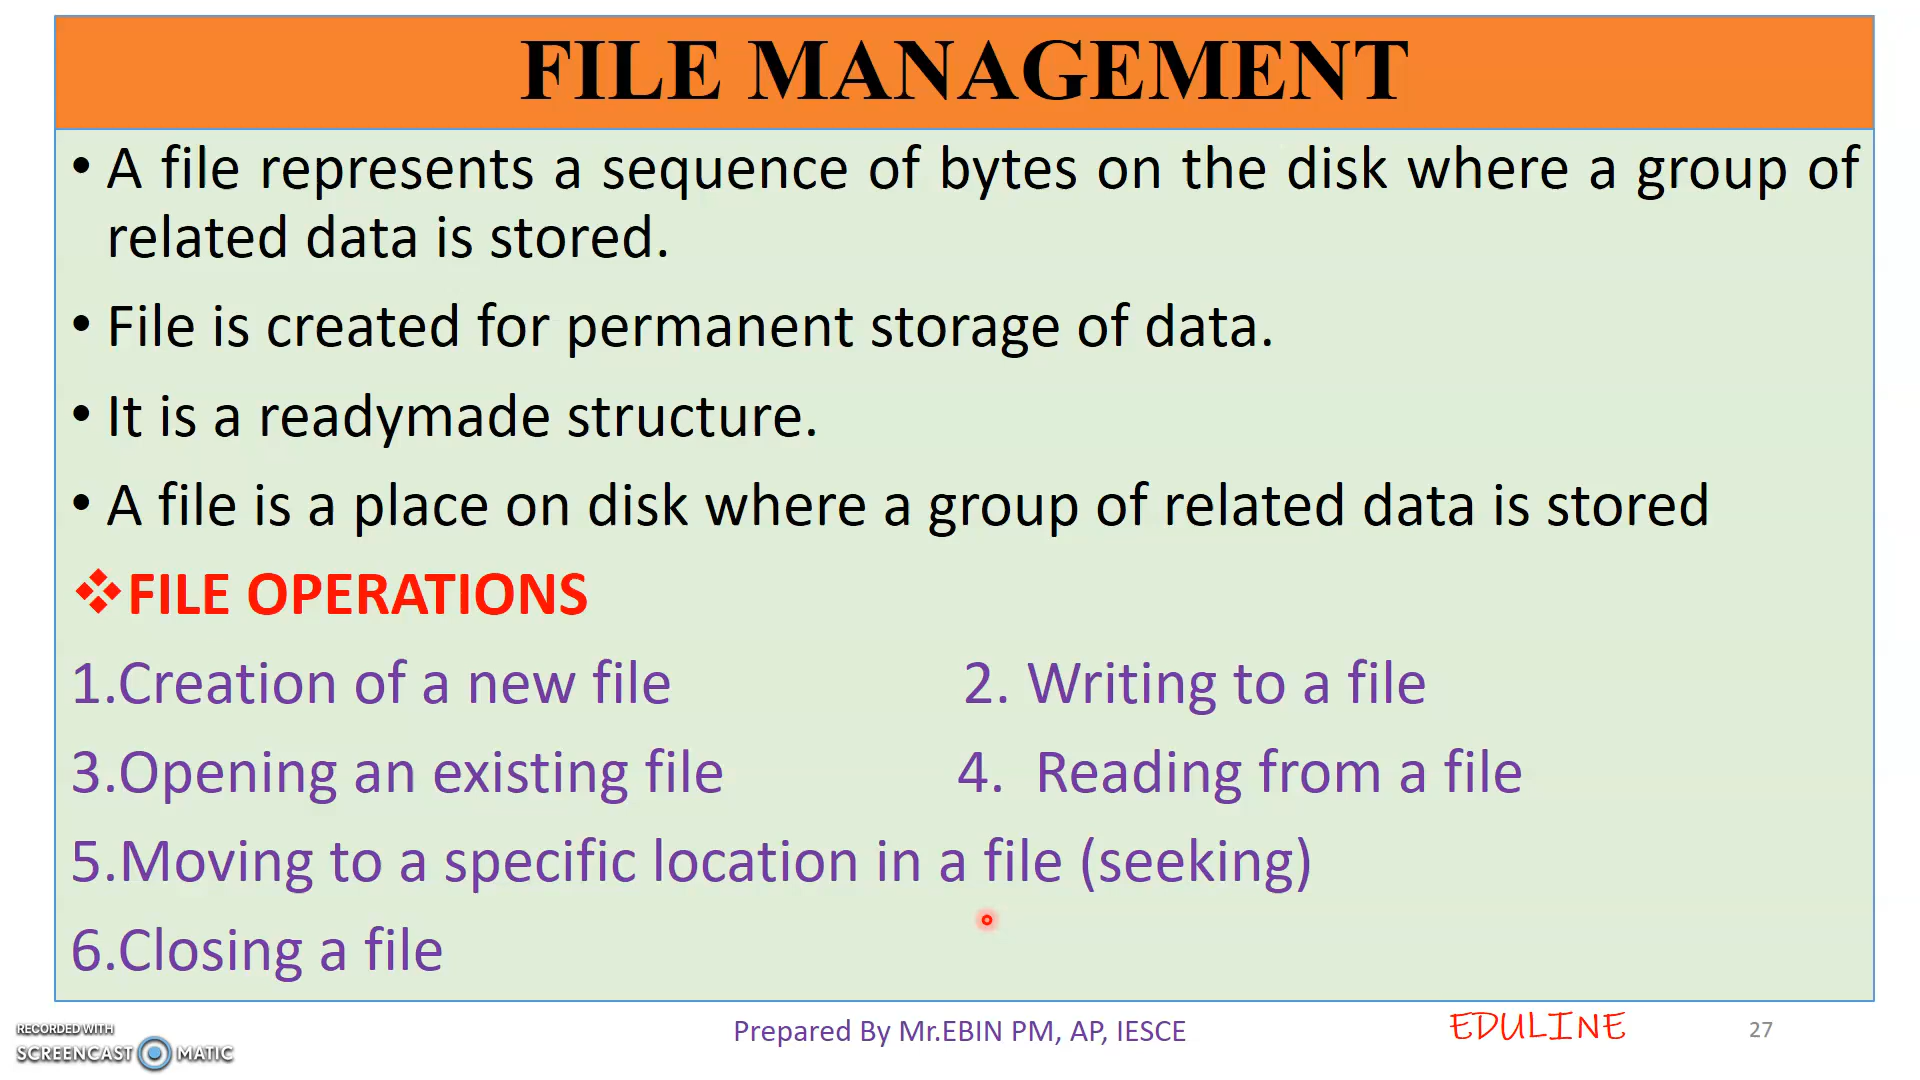 FILE MANAGEMENT
• A file represents a sequence of bytes on the disk where a group of
related data is stored.
• File is created for permanent storage of data.
• It is a readymade structure.
• A file is a place on disk where a group of related data is stored
❖FILE OPERATIONS
1.Creation of a new file 2. Writing to a file
3.Opening an existing file 4. Reading from a file
5.Moving to a specific location in a file (seeking)
6.Closing a file
RECORDED WITH
SCREENCAST MATIC
Prepared By Mr.EBIN PM, AP, IESCE
EDULINE
27